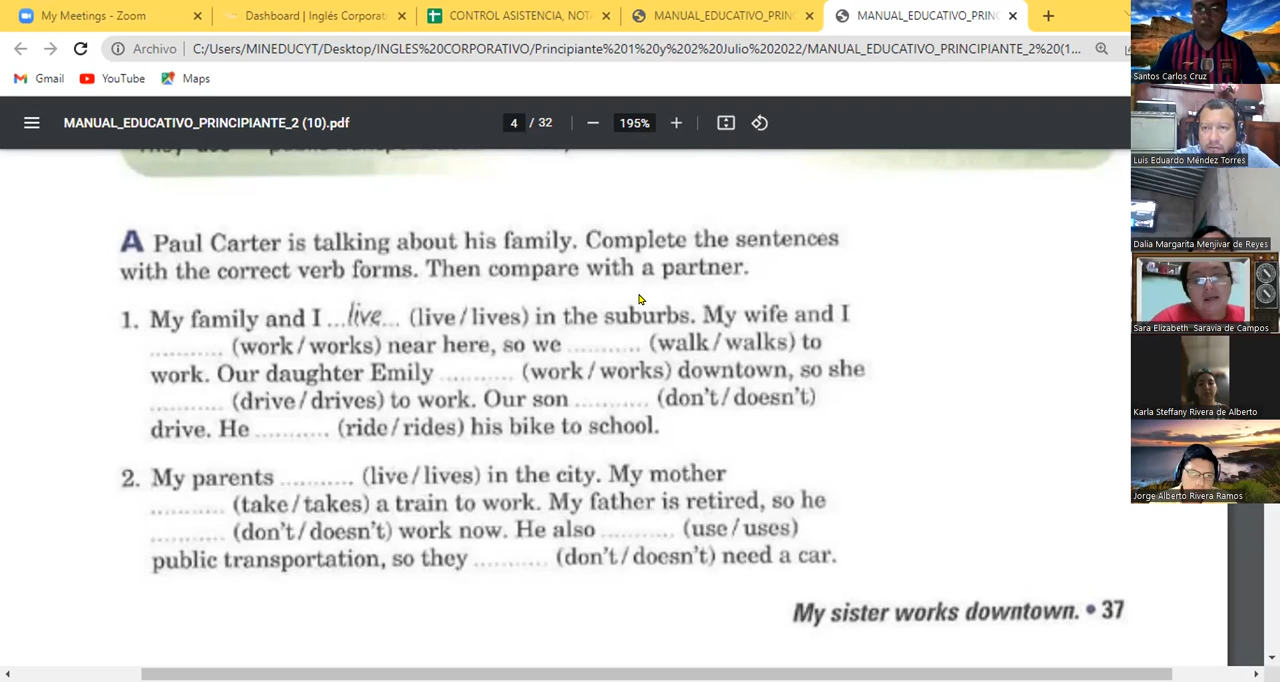 My Meetings - Zoom
Dashboard | Inglés Corporati
CONTROL ASISTENCIA, NOTA
MANUAL_EDUCATIVO_PRINC
MANUAL_EDUCATIVO_PRINC
Archivo | C:/Users/MINEDUCYT/Desktop/INGLES%20CORPORATIVO/Principiante%201%20y%202%20Julio%202022/MANUAL_EDUCATIVO_PRINCIPIANTE_2%20(1...
Gmail YouTube Maps
MANUAL_EDUCATIVO_PRINCIPIANTE_2 (10).pdf 4 / 32 195%
A Paul Carter is talking about his family. Complete the sentences
with the correct verb forms. Then compare with a partner.
1. My family and I ...live... (live / lives) in the suburbs. My wife and I
............ (work / works) near here, so we ............ (walk / walks) to
work. Our daughter Emily ............ (work / works) downtown, so she
............ (drive / drives) to work. Our son ............ (don't / doesn't)
drive. He ............ (ride / rides) his bike to school.
2. My parents ............ (live / lives) in the city. My mother
............ (take / takes) a train to work. My father is retired, so he
............ (don't / doesn't) work now. He also ............ (use / uses)
public transportation, so they ............ (don't / doesn't) need a car.
My sister works downtown. • 37
Santos Carlos Cruz
Luis Eduardo Méndez Torres
Dalia Margarita Menjivar de Reyes
Sara Elizabeth Saravia de Campos
Karla Steffany Rivera de Alberto
Jorge Alberto Rivera Ramos